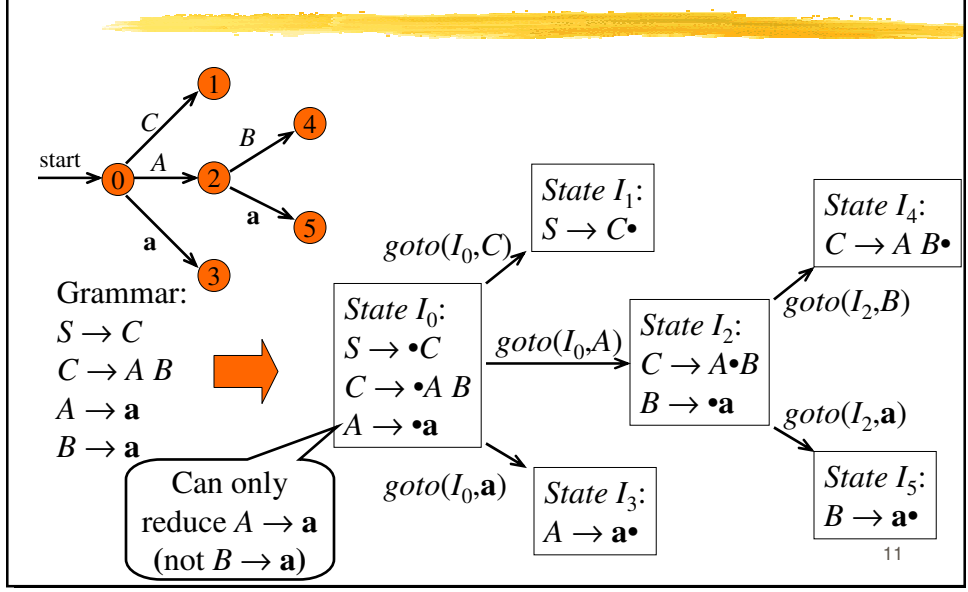 1
C
4
B
start
0
A
2
a
5
a
3
Grammar:
S → C
C → A B
A → a
B → a
State I₀:
S → •C
C → •A B
A → •a
goto(I₀,C)
State I₁:
S → C•
goto(I₀,A)
State I₂:
C → A•B
B → •a
goto(I₀,a)
State I₃:
A → a•
goto(I₂,B)
State I₄:
C → A B•
goto(I₂,a)
State I₅:
B → a•
Can only
reduce A → a
(not B → a)
11